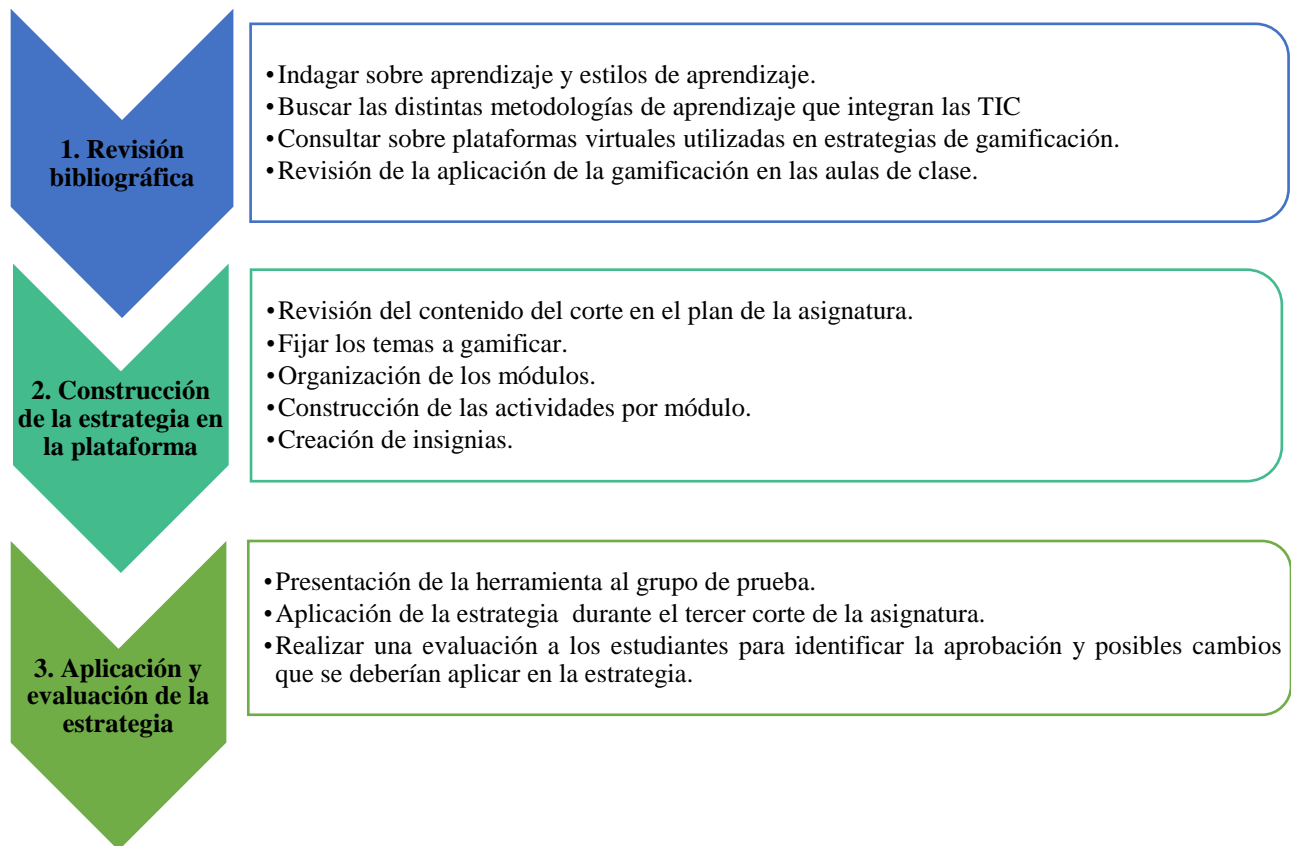 1. Revisión
bibliográfica
•Indagar sobre aprendizaje y estilos de aprendizaje.
•Buscar las distintas metodologías de aprendizaje que integran las TIC
•Consultar sobre plataformas virtuales utilizadas en estrategias de gamificación.
•Revisión de la aplicación de la gamificación en las aulas de clase.
2. Construcción
de la estrategia en
la plataforma
•Revisión del contenido del corte en el plan de la asignatura.
•Fijar los temas a gamificar.
•Organización de los módulos.
•Construcción de las actividades por módulo.
•Creación de insignias.
3. Aplicación y
evaluación de la
estrategia
•Presentación de la herramienta al grupo de prueba.
•Aplicación de la estrategia durante el tercer corte de la asignatura.
•Realizar una evaluación a los estudiantes para identificar la aprobación y posibles cambios
que se deberían aplicar en la estrategia.